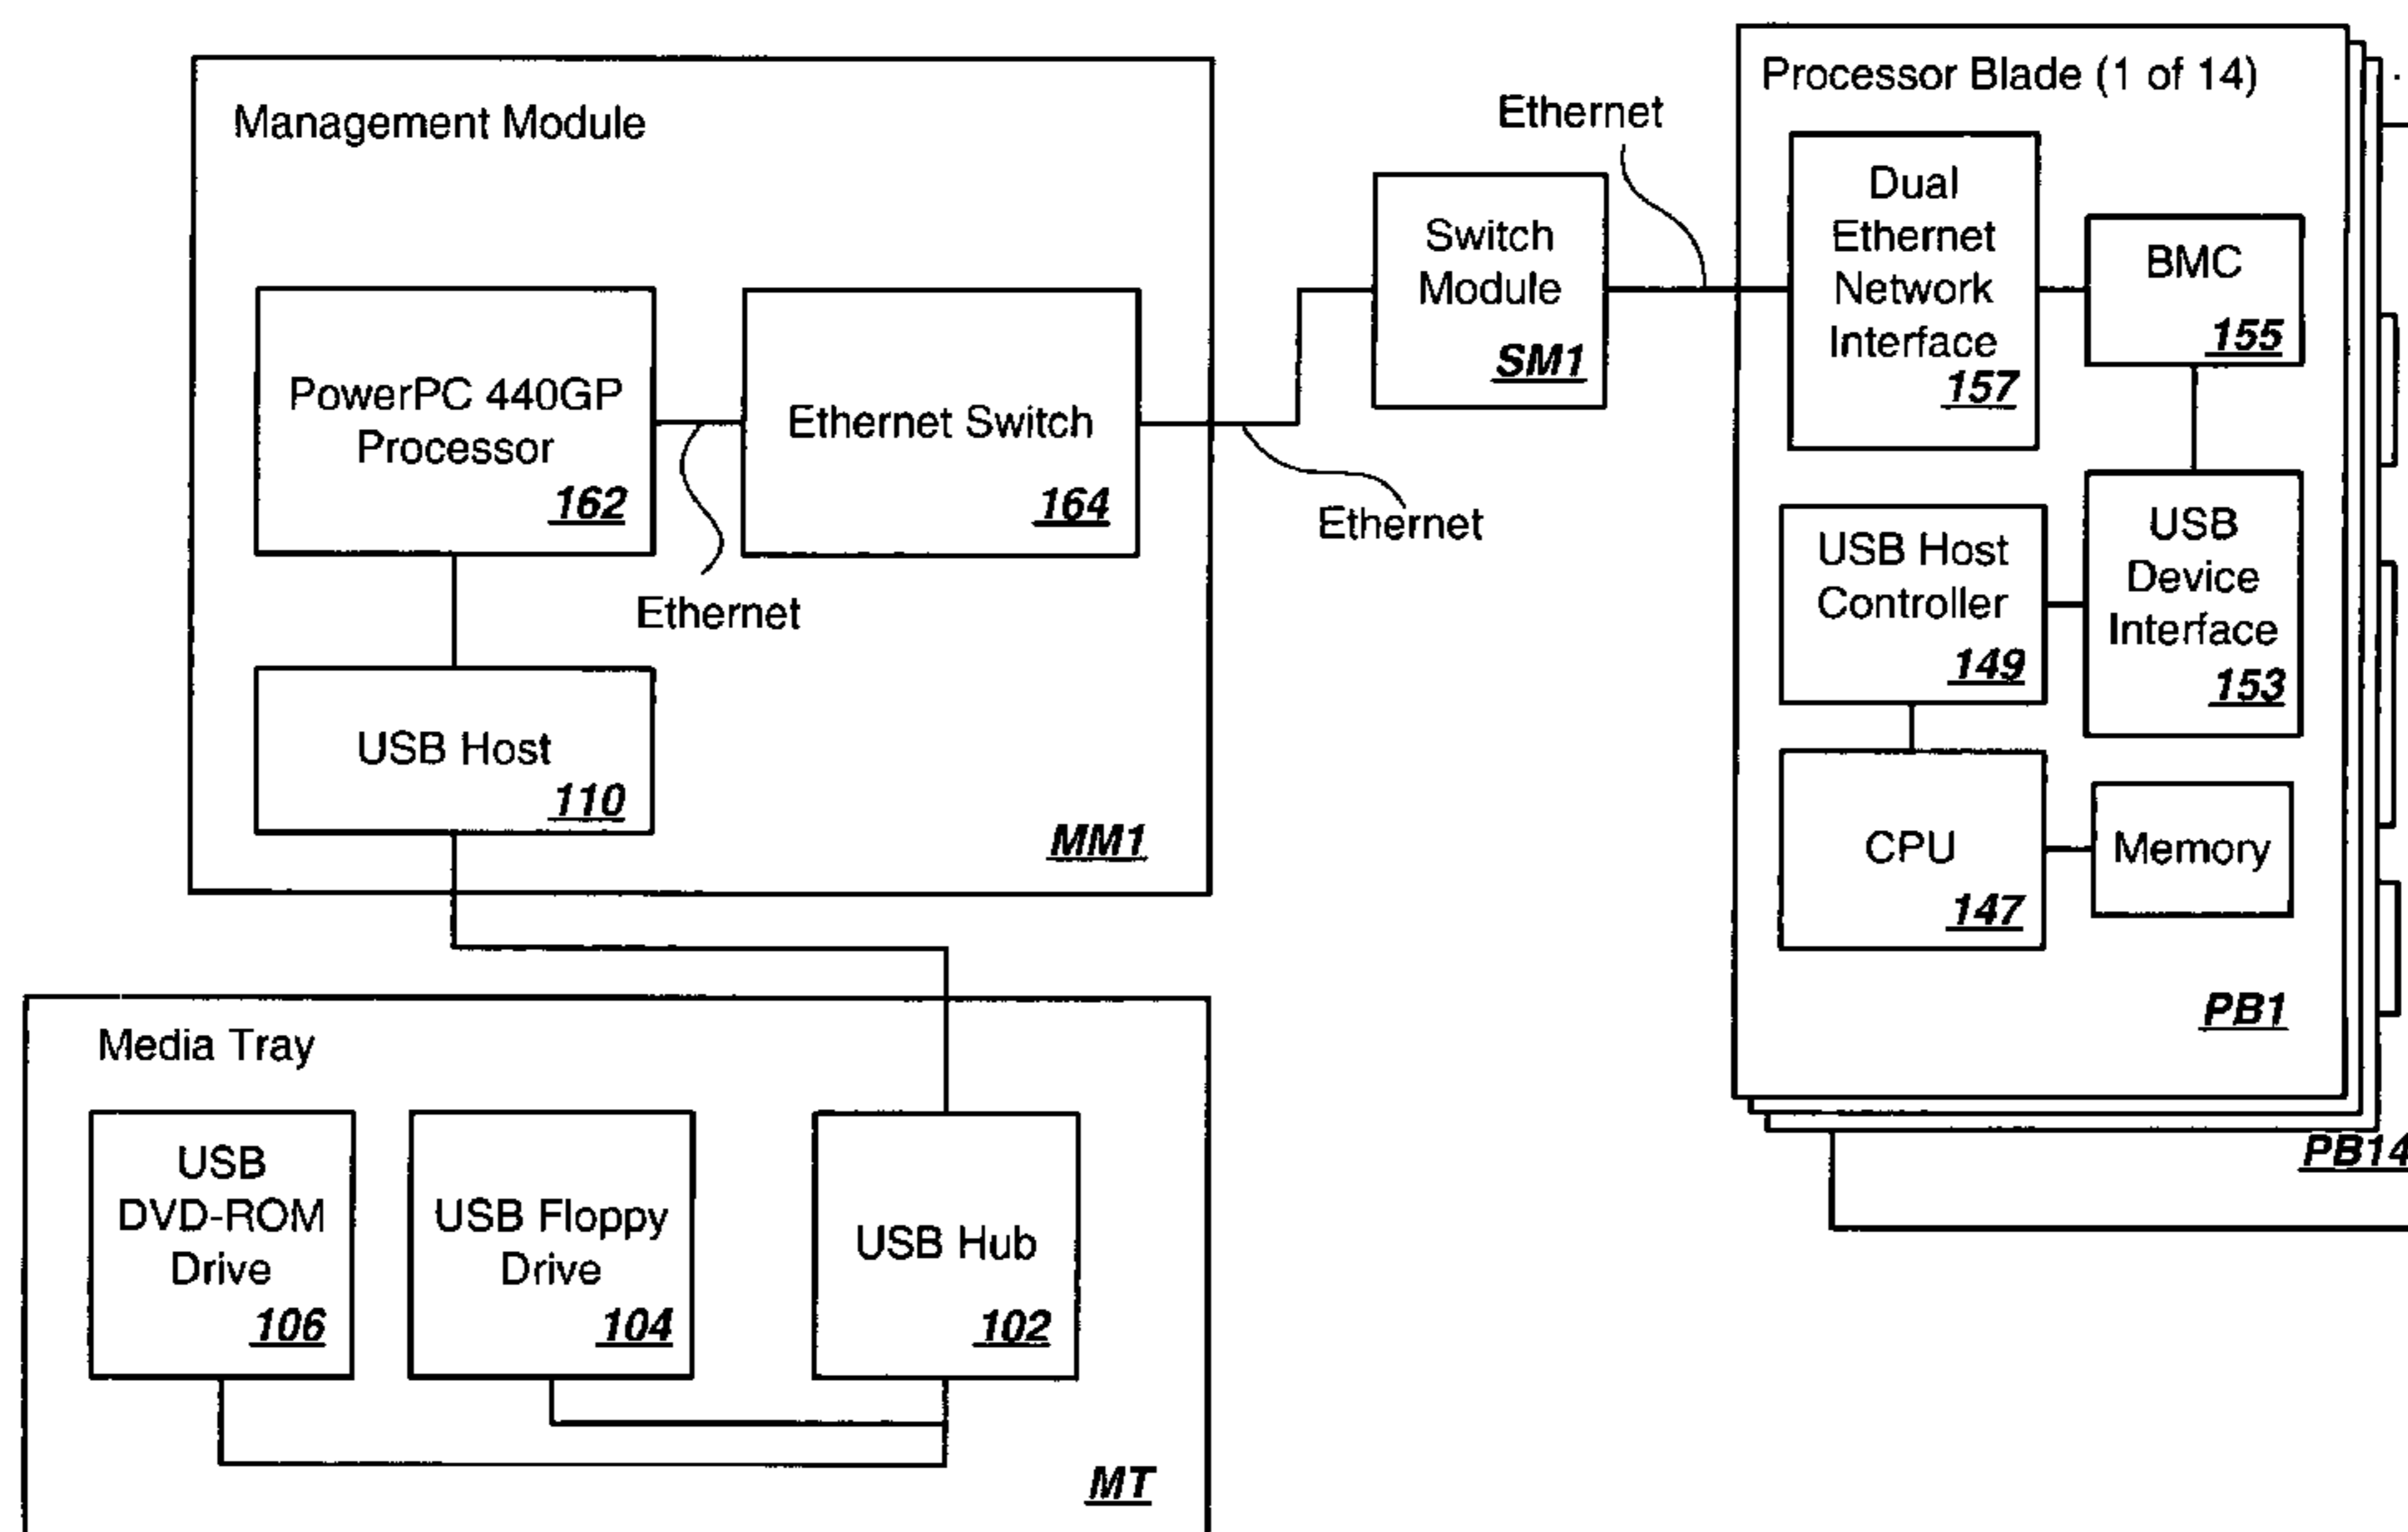 Management Module
PowerPC 440GP
Processor
162
Ethernet Switch
164
Ethernet
USB Host
110
MM1
Ethernet
Switch
Module
SM1
Ethernet
Processor Blade (1 of 14)
Dual
Ethernet
Network
Interface
157
BMC
155
USB Host
Controller
149
USB
Device
Interface
153
CPU
147
Memory
PB1
PB14
Media Tray
USB
DVD-ROM
Drive
106
USB Floppy
Drive
104
USB Hub
102
MT